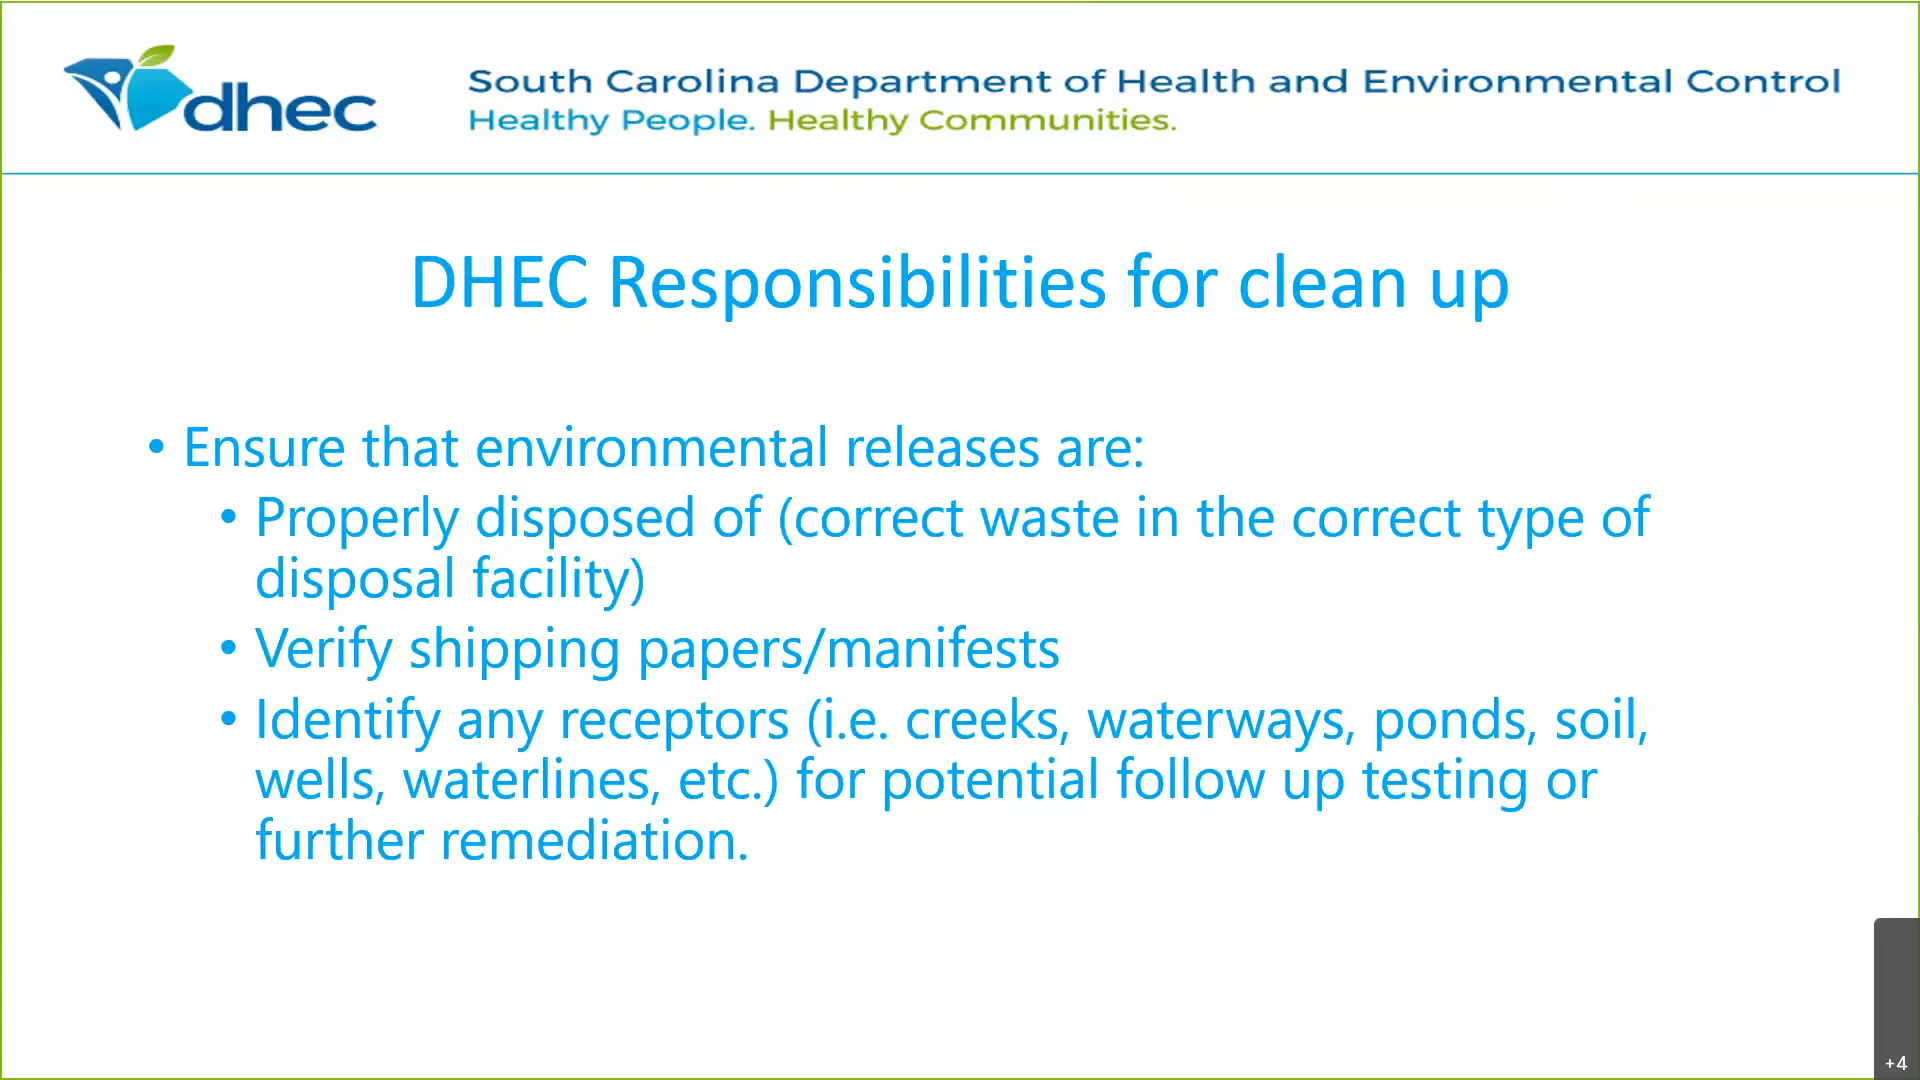 dhec
South Carolina Department of Health and Environmental Control
Healthy People. Healthy Communities.
DHEC Responsibilities for clean up
• Ensure that environmental releases are:
• Properly disposed of (correct waste in the correct type of
disposal facility)
• Verify shipping papers/manifests
• Identify any receptors (i.e. creeks, waterways, ponds, soil,
wells, waterlines, etc.) for potential follow up testing or
further remediation.
+4